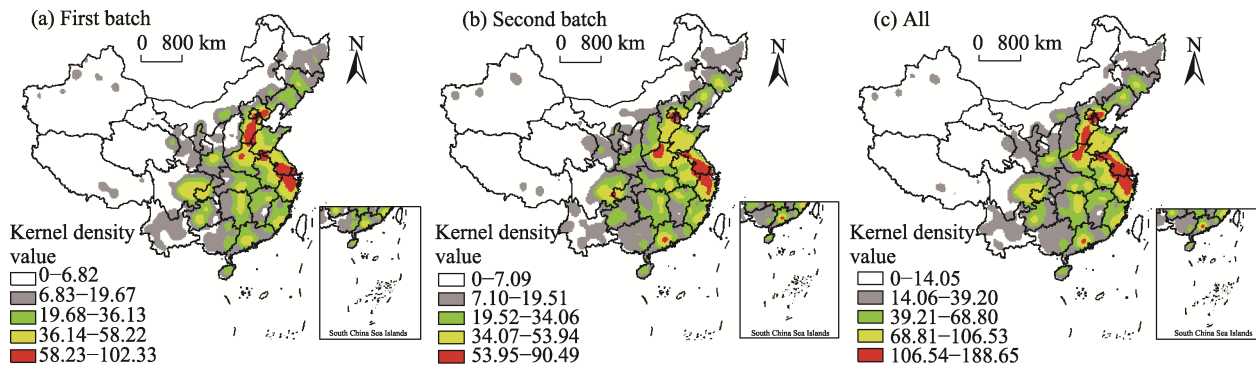 (a) First batch
0 800 km
N
Kernel density
value
0–6.82
6.83–19.67
19.68–36.13
36.14–58.22
58.23–102.33
South China Sea Islands
(b) Second batch
0 800 km
N
Kernel density
value
0–7.09
7.10–19.51
19.52–34.06
34.07–53.94
53.95–90.49
South China Sea Islands
(c) All
0 800 km
N
Kernel density
value
0–14.05
14.06–39.20
39.21–68.80
68.81–106.53
106.54–188.65
South China Sea Islands